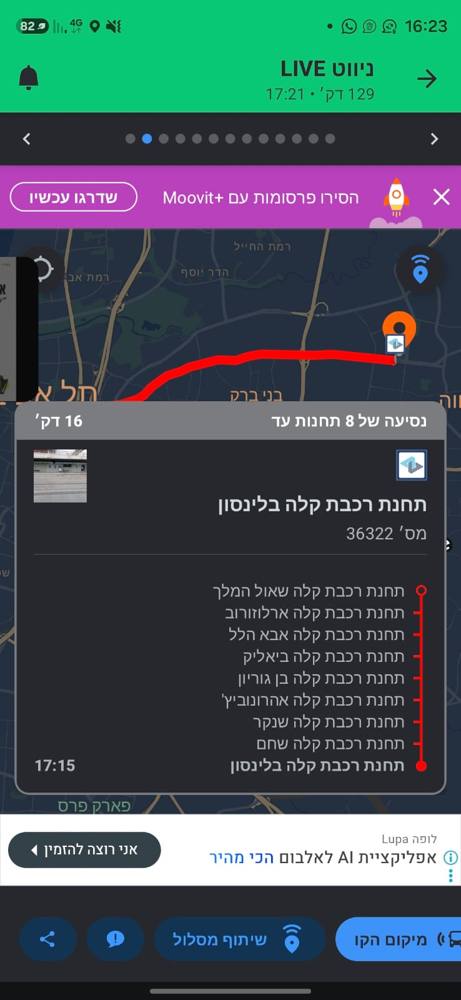 82
4G
16:23
ניווט LIVE
129 דק׳ • 17:21
הסירו פרסומות עם +Moovit
שדרגו עכשיו
רמת החייל
הדר יוסף
רמת אב
בני ברק
נסיעה של 8 תחנות עד
16 דק׳
תחנת רכבת קלה בלינסון
מס׳ 36322
תחנת רכבת קלה שאול המלך
תחנת רכבת קלה ארלוזורוב
תחנת רכבת קלה אבא הלל
תחנת רכבת קלה ביאליק
תחנת רכבת קלה בן גוריון
תחנת רכבת קלה אהרונוביץ'
תחנת רכבת קלה שנקר
תחנת רכבת קלה שחם
תחנת רכבת קלה בלינסון
17:15
פארק פרס
לופה Lupa
אפליקציית AI לאלבום הכי מהיר
אני רוצה להזמין
מיקום הקו
שיתוף מסלול